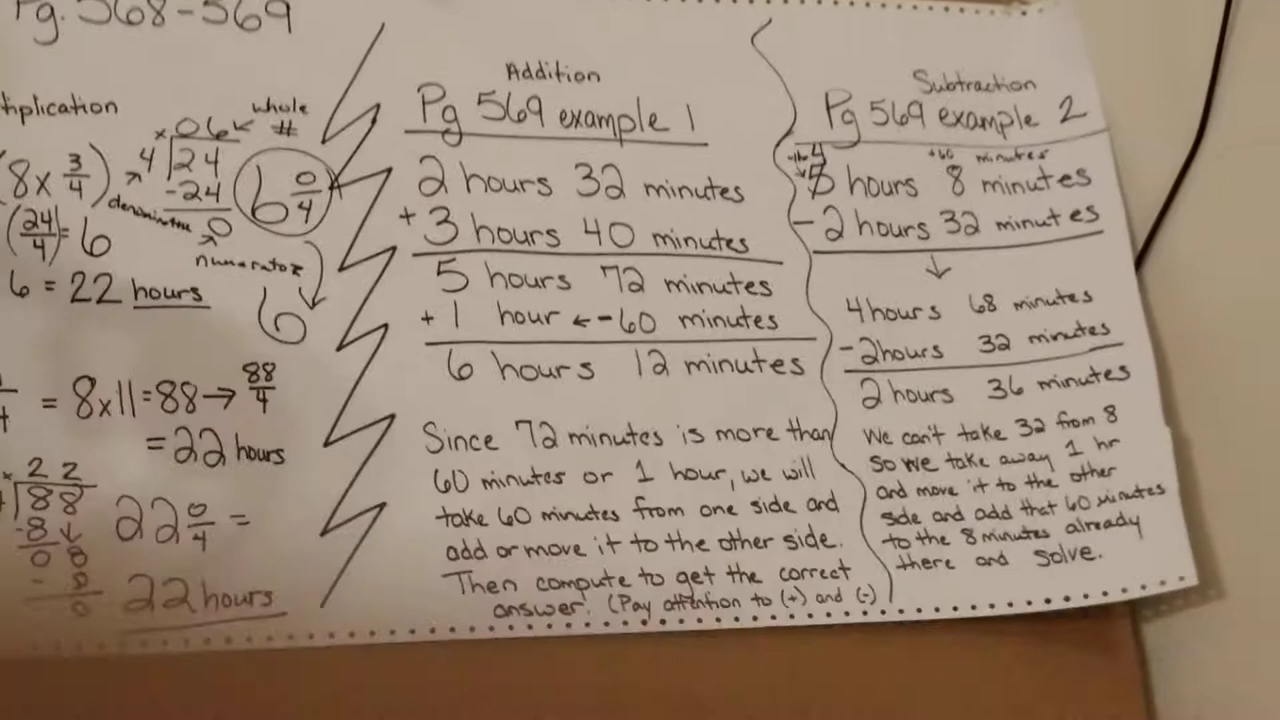 Pg. 568-569
tiplication
whole
#
.06
4 24
-24
0
(8 x 3/4)
denominator
numerator
6 0/4
(24/4) = 6
6
6 = 22 hours
= 8x11 = 88 → 88/4
= 22 hours
22
88
-8
0 8
- 8
0
22 0/4 =
22 hours
Addition
Pg 569 example 1
2 hours 32 minutes
+ 3 hours 40 minutes
5 hours 72 minutes
+ 1 hour ← -60 minutes
6 hours 12 minutes
Since 72 minutes is more than
60 minutes or 1 hour, we will
take 60 minutes from one side and
add or move it to the other side.
Then compute to get the correct
answer. (Pay attention to (+) and (-)
Subtraction
Pg 569 example 2
4 +60 minutes
5 hours 8 minutes
- 2 hours 32 minutes
↓
4 hours 68 minutes
- 2 hours 32 minutes
2 hours 36 minutes
We can't take 32 from 8
so we take away 1 hr
and move it to the other
side and add that 60 minutes
to the 8 minutes already
there and solve.